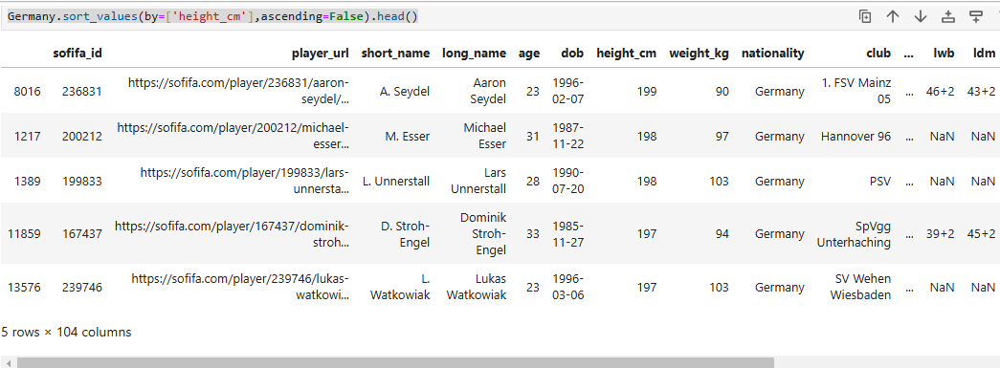 Germany.sort_values(by=['height_cm'],ascending=False).head()
sofifa_id player_url short_name long_name age dob height_cm weight_kg nationality club ... lwb ldm
8016 236831 https://sofifa.com/player/236831/aaron-seydel/... A. Seydel Aaron Seydel 23 1996-02-07 199 90 Germany 1. FSV Mainz 05 ... 46+2 43+2
1217 200212 https://sofifa.com/player/200212/michael-esser... M. Esser Michael Esser 31 1987-11-22 198 97 Germany Hannover 96 ... NaN NaN
1389 199833 https://sofifa.com/player/199833/lars-unnersta... L. Unnerstall Lars Unnerstall 28 1990-07-20 198 103 Germany PSV ... NaN NaN
11859 167437 https://sofifa.com/player/167437/dominik-stroh... D. Stroh-Engel Dominik Stroh-Engel 33 1985-11-27 197 94 Germany SpVgg Unterhaching ... 39+2 45+2
13576 239746 https://sofifa.com/player/239746/lukas-watkowi... L. Watkowiak Lukas Watkowiak 23 1996-03-06 197 103 Germany SV Wehen Wiesbaden ... NaN NaN
5 rows × 104 columns